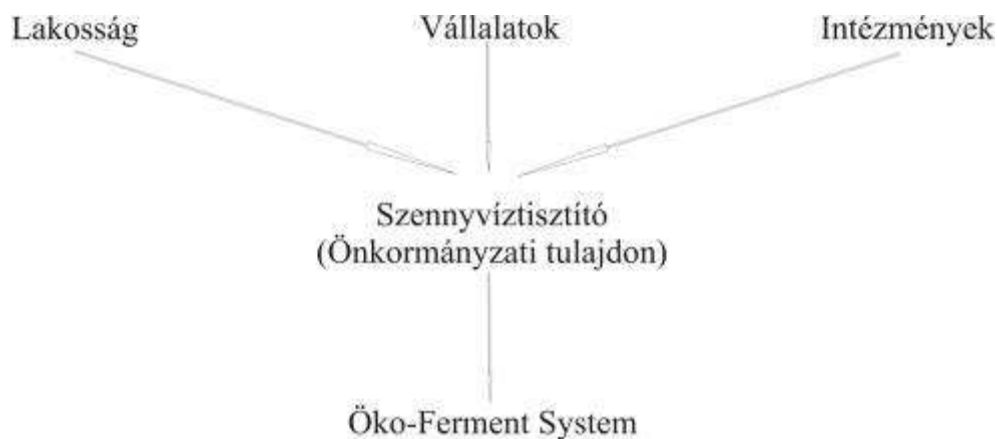 Lakosság
Vállalatok
Intézmények
Szennyvíztisztító
(Önkormányzati tulajdon)
Öko-Ferment System